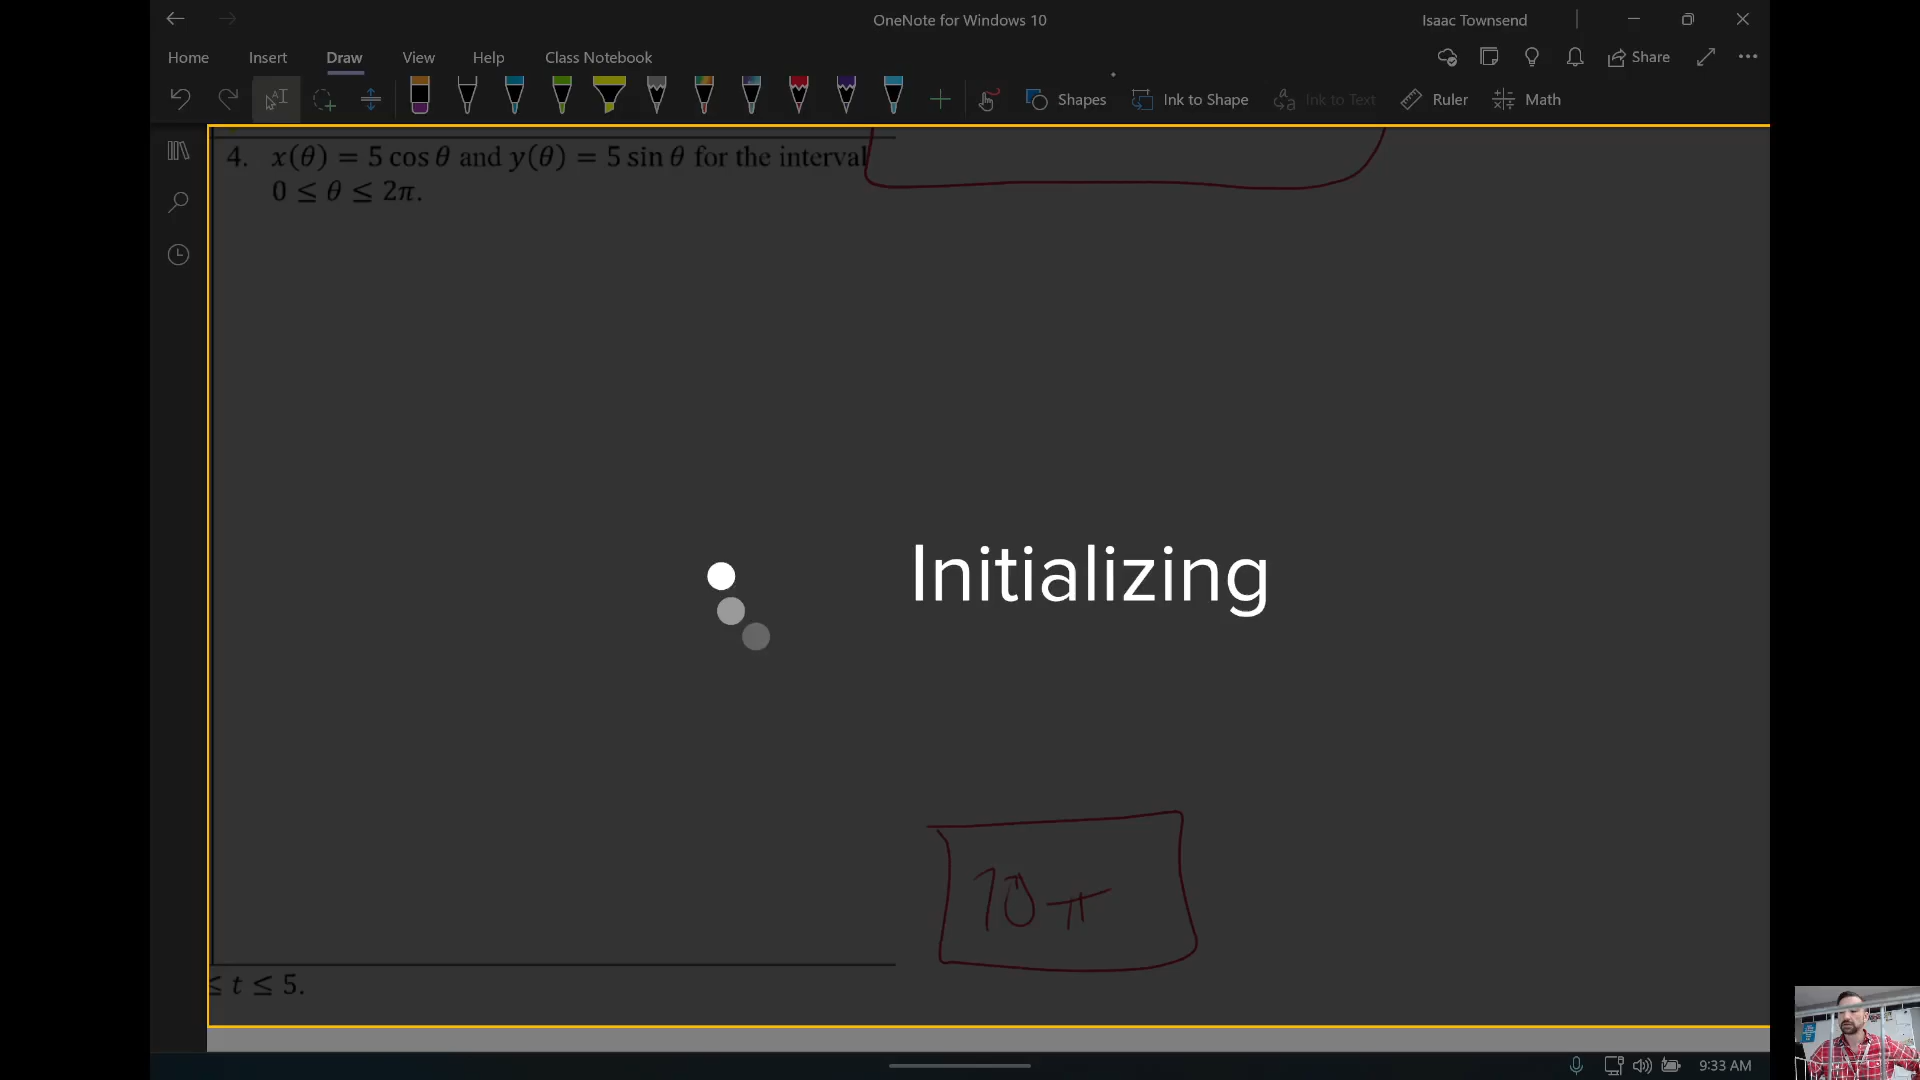 OneNote for Windows 10
Isaac Townsend
Home Insert Draw View Help Class Notebook
Share
Shapes Ink to Shape Ink to Text Ruler Math
4. x(θ) = 5 cos θ and y(θ) = 5 sin θ for the interval
0 ≤ θ ≤ 2π.
Initializing
10π
≤ t ≤ 5.
9:33 AM